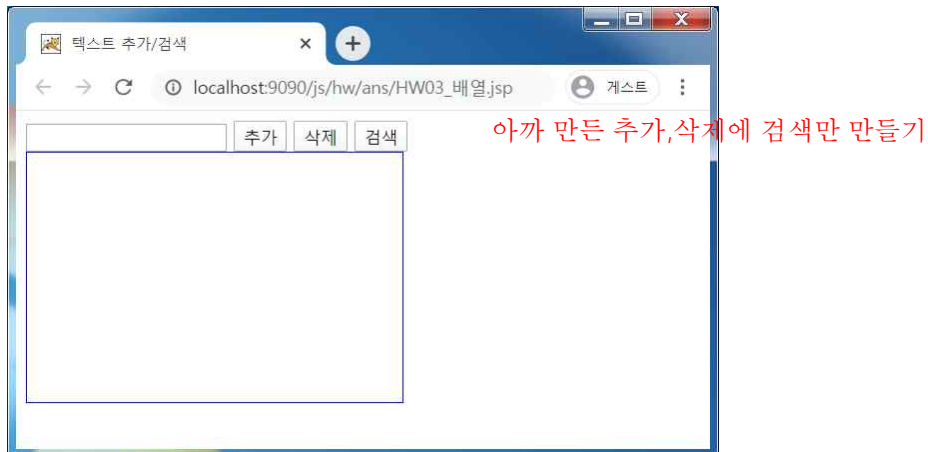 텍스트 추가/검색
localhost:9090/js/hw/ans/HW03_배열.jsp
게스트
추가 삭제 검색
아까 만든 추가,삭제에 검색만 만들기